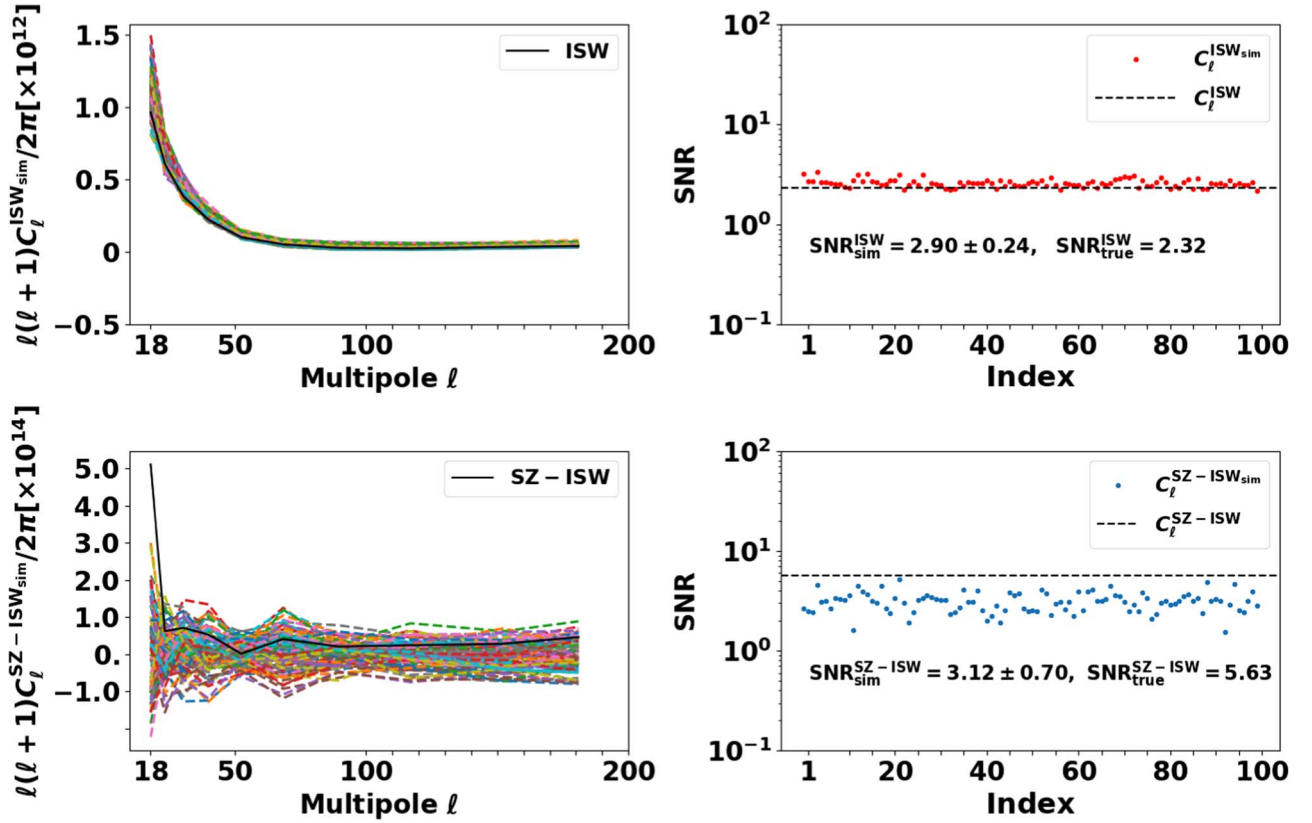 ℓ(ℓ + 1)C_ℓ^{ISW_sim}/2π[×10^12]
1.5
1.0
0.5
0
−0.5
ISW
18 50 100 200
Multipole ℓ
SNR
10^2
10^1
10^0
10^−1
C_ℓ^{ISW_sim}
C_ℓ^{ISW}
SNR_sim^{ISW} = 2.90 ± 0.24, SNR_true^{ISW} = 2.32
1 20 40 60 80 100
Index
ℓ(ℓ + 1)C_ℓ^{SZ−ISW_sim}/2π[×10^14]
5.0
4.0
3.0
2.0
1.0
0.
−1.0
SZ − ISW
18 50 100 200
Multipole ℓ
SNR
10^2
10^1
10^0
10^−1
C_ℓ^{SZ−ISW_sim}
C_ℓ^{SZ−ISW}
SNR_sim^{SZ−ISW} = 3.12 ± 0.70, SNR_true^{SZ−ISW} = 5.63
1 20 40 60 80 100
Index